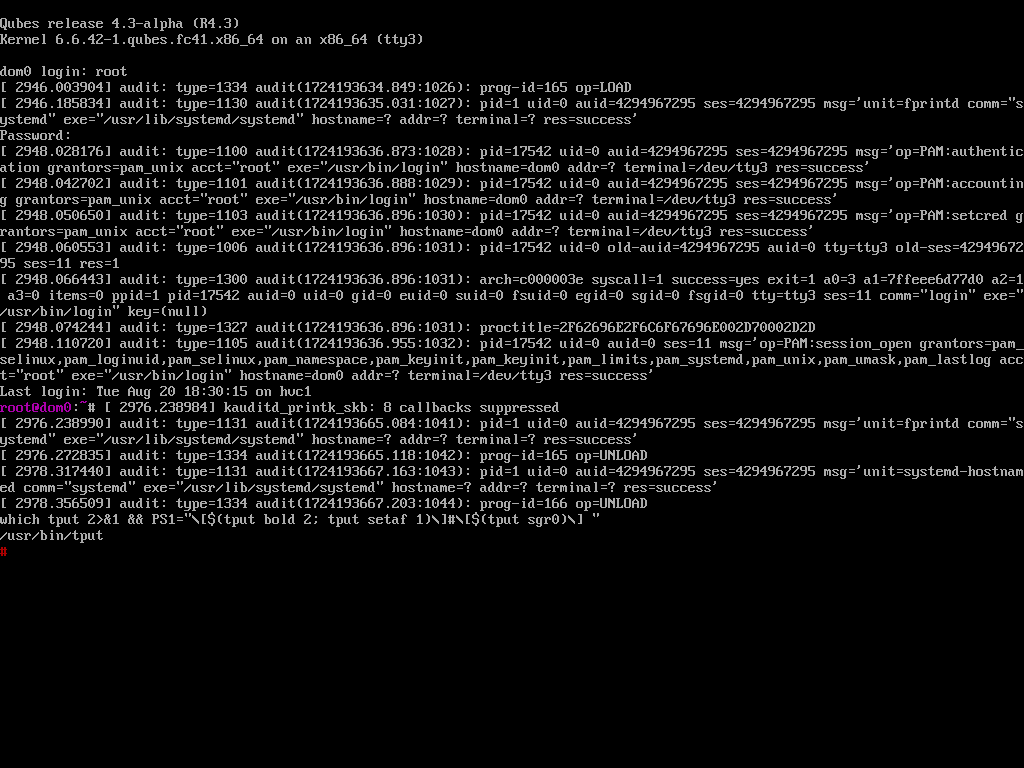 Qubes release 4.3-alpha (R4.3)
Kernel 6.6.42-1.qubes.fc41.x86_64 on an x86_64 (tty3)
dom0 login: root
[ 2946.003904] audit: type=1334 audit(1724193634.849:1026): prog-id=165 op=LOAD
[ 2946.185834] audit: type=1130 audit(1724193635.031:1027): pid=1 uid=0 auid=4294967295 ses=4294967295 msg='unit=fprintd comm="s
ystemd" exe="/usr/lib/systemd/systemd" hostname=? addr=? terminal=? res=success'
Password:
[ 2948.028176] audit: type=1100 audit(1724193636.873:1028): pid=17542 uid=0 auid=4294967295 ses=4294967295 msg='op=PAM:authentic
ation grantors=pam_unix acct="root" exe="/usr/bin/login" hostname=dom0 addr=? terminal=/dev/tty3 res=success'
[ 2948.042702] audit: type=1101 audit(1724193636.888:1029): pid=17542 uid=0 auid=4294967295 ses=4294967295 msg='op=PAM:accountin
g grantors=pam_unix acct="root" exe="/usr/bin/login" hostname=dom0 addr=? terminal=/dev/tty3 res=success'
[ 2948.050650] audit: type=1103 audit(1724193636.896:1030): pid=17542 uid=0 auid=4294967295 ses=4294967295 msg='op=PAM:setcred g
rantors=pam_unix acct="root" exe="/usr/bin/login" hostname=dom0 addr=? terminal=/dev/tty3 res=success'
[ 2948.060553] audit: type=1006 audit(1724193636.896:1031): pid=17542 uid=0 old-auid=4294967295 auid=0 tty=tty3 old-ses=42949672
95 ses=11 res=1
[ 2948.066443] audit: type=1300 audit(1724193636.896:1031): arch=c000003e syscall=1 success=yes exit=1 a0=3 a1=7ffeee6d77d0 a2=1
 a3=0 items=0 ppid=1 pid=17542 auid=0 uid=0 gid=0 euid=0 suid=0 fsuid=0 egid=0 sgid=0 fsgid=0 tty=tty3 ses=11 comm="login" exe="
/usr/bin/login" key=(null)
[ 2948.074244] audit: type=1327 audit(1724193636.896:1031): proctitle=2F62696E2F6C6F67696E002D70002D2D
[ 2948.110720] audit: type=1105 audit(1724193636.955:1032): pid=17542 uid=0 auid=0 ses=11 msg='op=PAM:session_open grantors=pam_
selinux,pam_loginuid,pam_selinux,pam_namespace,pam_keyinit,pam_keyinit,pam_limits,pam_systemd,pam_unix,pam_umask,pam_lastlog acc
t="root" exe="/usr/bin/login" hostname=dom0 addr=? terminal=/dev/tty3 res=success'
Last login: Tue Aug 20 18:30:15 on hvc1
root@dom0:~# [ 2976.238984] kauditd_printk_skb: 8 callbacks suppressed
[ 2976.238990] audit: type=1131 audit(1724193665.084:1041): pid=1 uid=0 auid=4294967295 ses=4294967295 msg='unit=fprintd comm="s
ystemd" exe="/usr/lib/systemd/systemd" hostname=? addr=? terminal=? res=success'
[ 2976.272835] audit: type=1334 audit(1724193665.118:1042): prog-id=165 op=UNLOAD
[ 2978.317440] audit: type=1131 audit(1724193667.163:1043): pid=1 uid=0 auid=4294967295 ses=4294967295 msg='unit=systemd-hostnam
ed comm="systemd" exe="/usr/lib/systemd/systemd" hostname=? addr=? terminal=? res=success'
[ 2978.356509] audit: type=1334 audit(1724193667.203:1044): prog-id=166 op=UNLOAD
which tput 2>&1 && PS1="\[$(tput bold 2; tput setaf 1)\]#\[$(tput sgr0)\] "
/usr/bin/tput
#